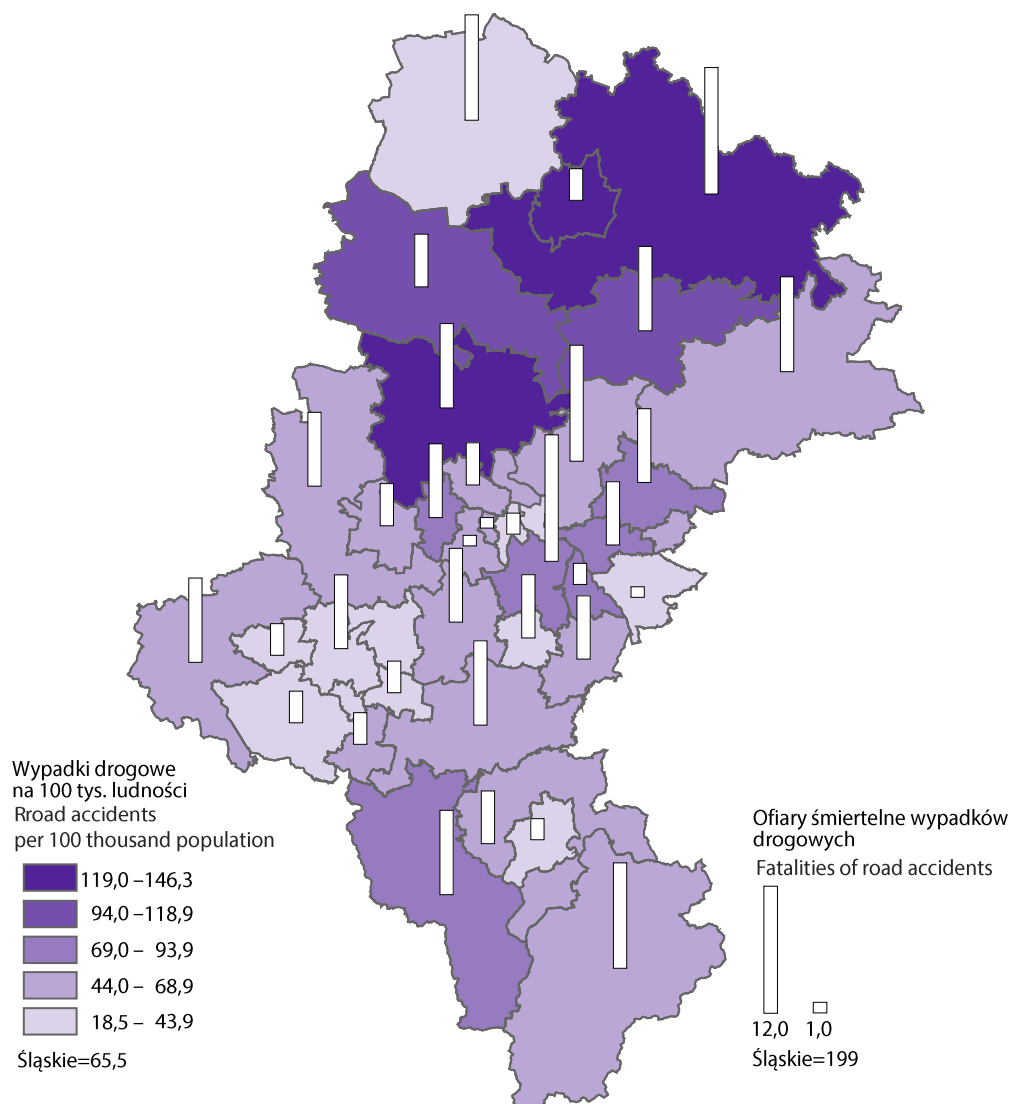 Wypadki drogowe
na 100 tys. ludności
Rroad accidents
per 100 thousand population
119,0 – 146,3
94,0 – 118,9
69,0 – 93,9
44,0 – 68,9
18,5 – 43,9
Śląskie=65,5
Ofiary śmiertelne wypadków
drogowych
Fatalities of road accidents
12,0 1,0
Śląskie=199